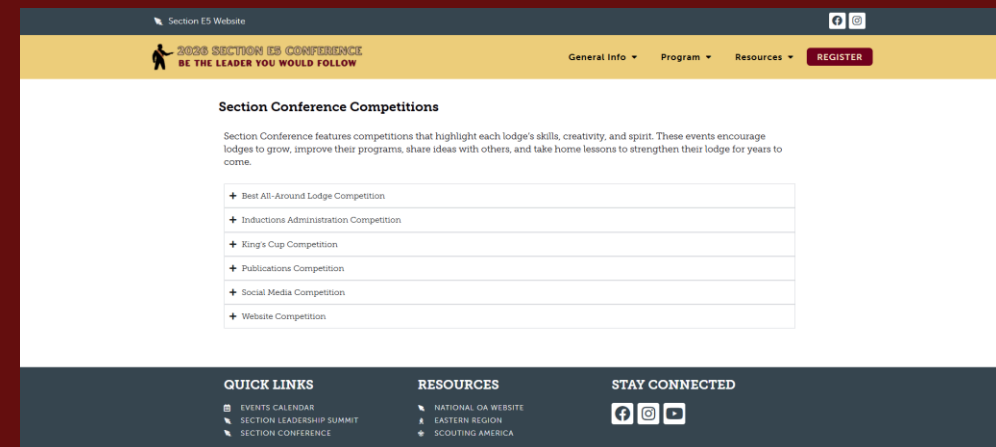 Section E5 Website
2026 SECTION E5 CONFERENCE
BE THE LEADER YOU WOULD FOLLOW
General Info
Program
Resources
REGISTER
Section Conference Competitions
Section Conference features competitions that highlight each lodge's skills, creativity, and spirit. These events encourage
lodges to grow, improve their programs, share ideas with others, and take home lessons to strengthen their lodge for years to
come.
+ Best All-Around Lodge Competition
+ Inductions Administration Competition
+ King's Cup Competition
+ Publications Competition
+ Social Media Competition
+ Website Competition
QUICK LINKS
EVENTS CALENDAR
SECTION LEADERSHIP SUMMIT
SECTION CONFERENCE
RESOURCES
NATIONAL OA WEBSITE
EASTERN REGION
SCOUTING AMERICA
STAY CONNECTED